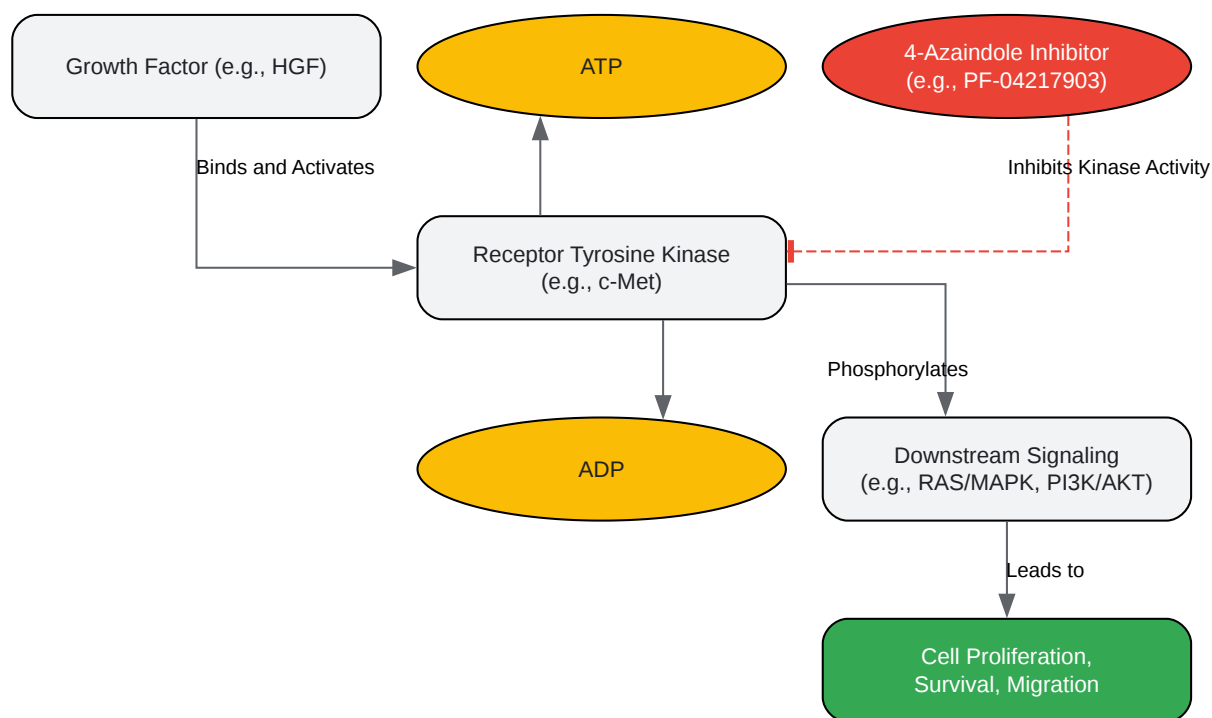 Growth Factor (e.g., HGF)
ATP
4-Azaindole Inhibitor
(e.g., PF-04217903)
Binds and Activates
Inhibits Kinase Activity
Receptor Tyrosine Kinase
(e.g., c-Met)
Phosphorylates
ADP
Downstream Signaling
(e.g., RAS/MAPK, PI3K/AKT)
Leads to
Cell Proliferation,
Survival, Migration